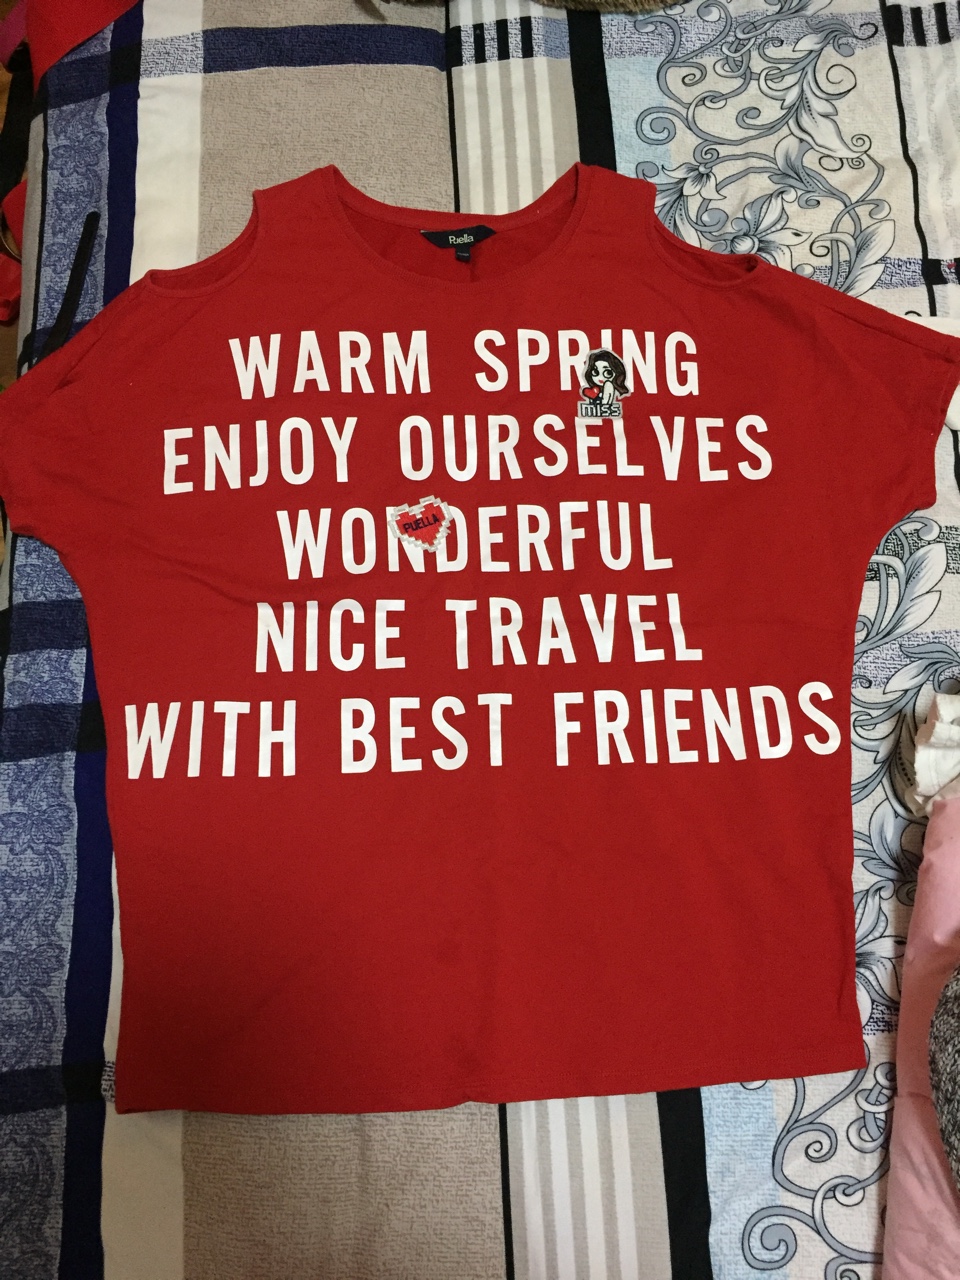 Puella
WARM SPRING
miss
ENJOY OURSELVES
WONDERFUL
PUELLA
NICE TRAVEL
WITH BEST FRIENDS